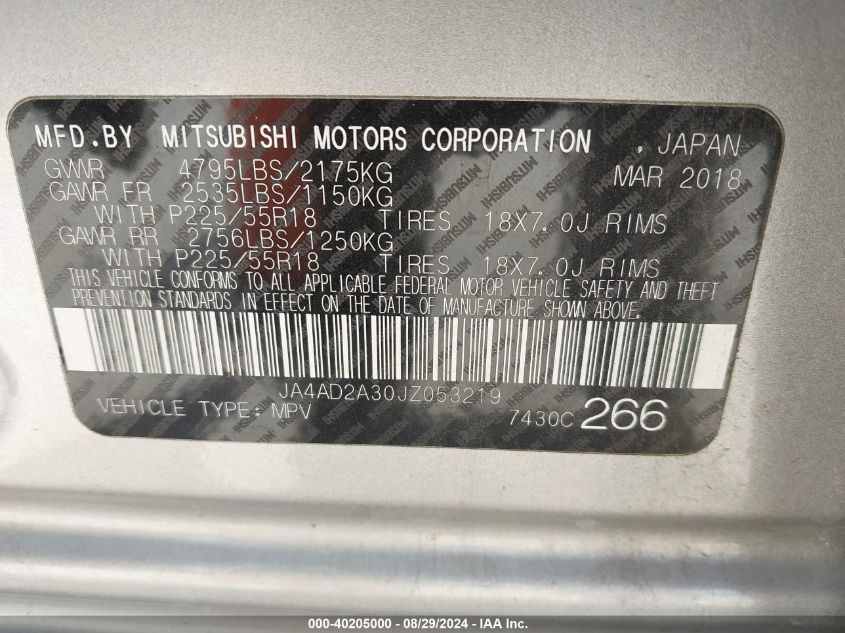 MFD.BY MITSUBISHI MOTORS CORPORATION , JAPAN
GVWR 4795LBS/2175KG MAR 2018
GAWR FR 2535LBS/1150KG
WITH P225/55R18 TIRES 18X7.0J RIMS
GAWR RR 2756LBS/1250KG
WITH P225/55R18 TIRES 18X7.0J RIMS
THIS VEHICLE CONFORMS TO ALL APPLICABLE FEDERAL MOTOR VEHICLE SAFETY AND THEFT
PREVENTION STANDARDS IN EFFECT ON THE DATE OF MANUFACTURE SHOWN ABOVE.
JA4AD2A30JZ053219
VEHICLE TYPE: MPV 7430C 266
000-40205000 - 08/29/2024 - IAA Inc.